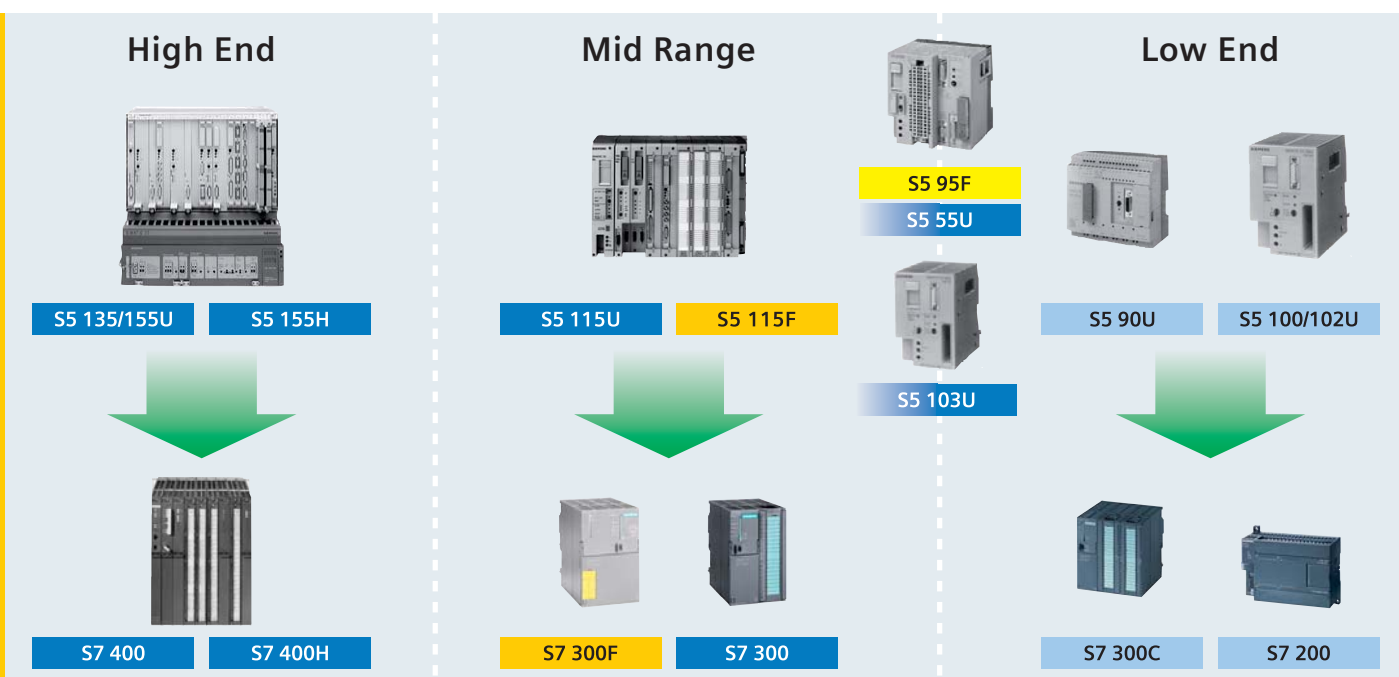 High End
Mid Range
Low End
S5 95F
S5 55U
S5 135/155U
S5 155H
S5 115U
S5 115F
S5 90U
S5 100/102U
S5 103U
S7 400
S7 400H
S7 300F
S7 300
S7 300C
S7 200